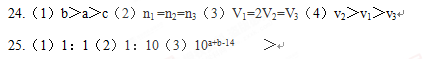 24.（1）b＞a＞c（2）n₁=n₂=n₃（3）V₁=2V₂=V₃（4）v₂＞v₁＞v₃↵
25.（1）1：1（2）1：10（3）10ᵃ⁺ᵇ⁻¹⁴ ＞↵